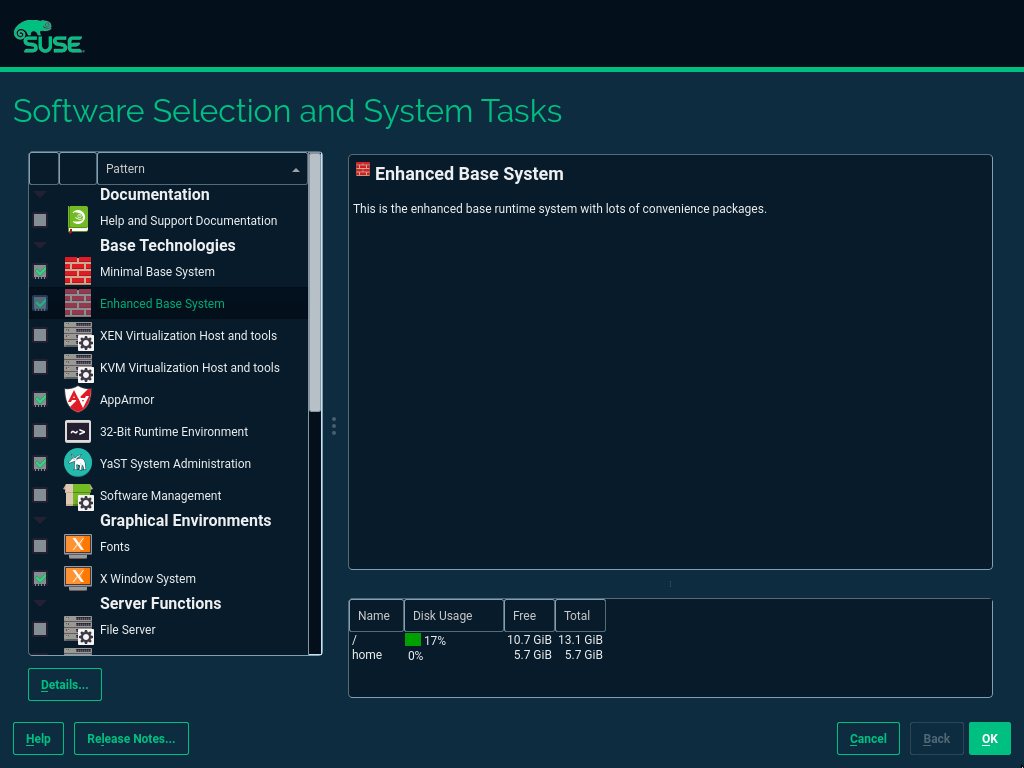 SUSE
Software Selection and System Tasks
Pattern
Documentation
Help and Support Documentation
Base Technologies
Minimal Base System
Enhanced Base System
XEN Virtualization Host and tools
KVM Virtualization Host and tools
AppArmor
~>
32-Bit Runtime Environment
YaST System Administration
Software Management
Graphical Environments
X
Fonts
X
X Window System
Server Functions
File Server
Details...
Enhanced Base System
This is the enhanced base runtime system with lots of convenience packages.
Name Disk Usage Free Total
/ 17% 10.7 GiB 13.1 GiB
home 0% 5.7 GiB 5.7 GiB
Help Release Notes... Cancel Back OK